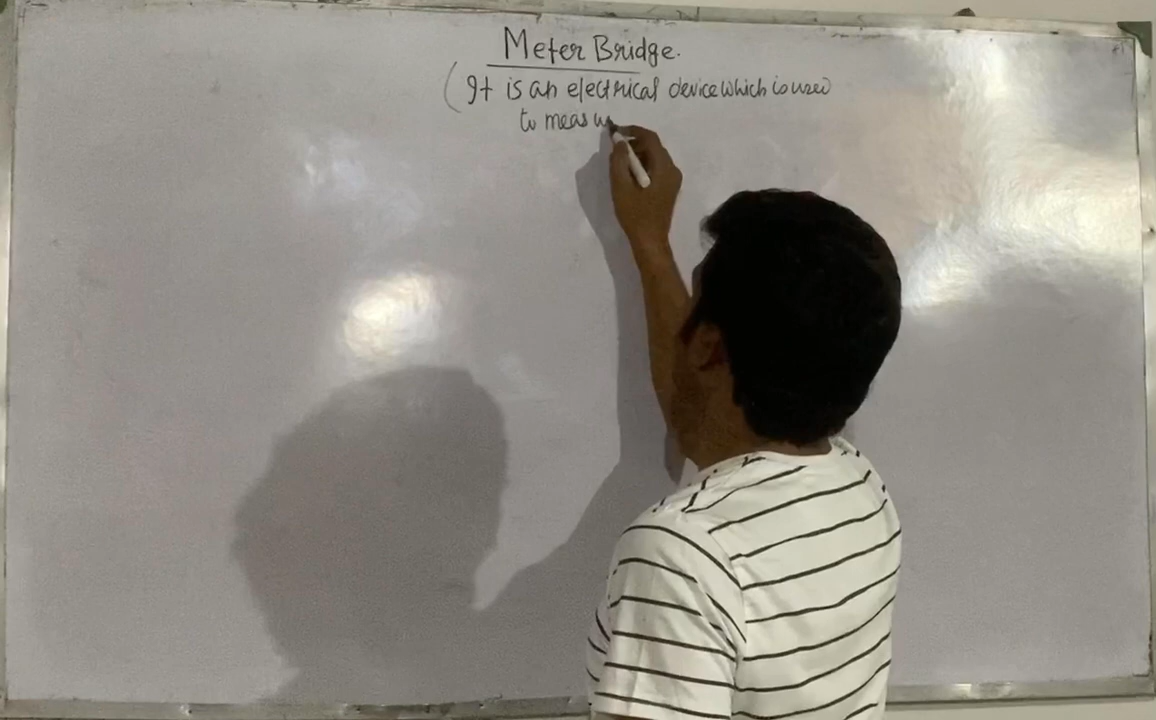 Meter Bridge.
(It is an electrical device which is used
to measu